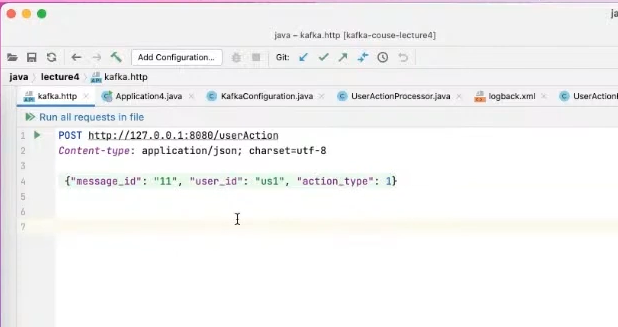 ja
java – kafka.http [kafka-couse-lecture4]
Add Configuration... Git:
java lecture4 kafka.http
kafka.http Application4.java KafkaConfiguration.java UserActionProcessor.java logback.xml UserActionI
Run all requests in file
1 POST http://127.0.0.1:8080/userAction
2 Content-type: application/json; charset=utf-8
3
4 {"message_id": "11", "user_id": "us1", "action_type": 1}
5
6
7